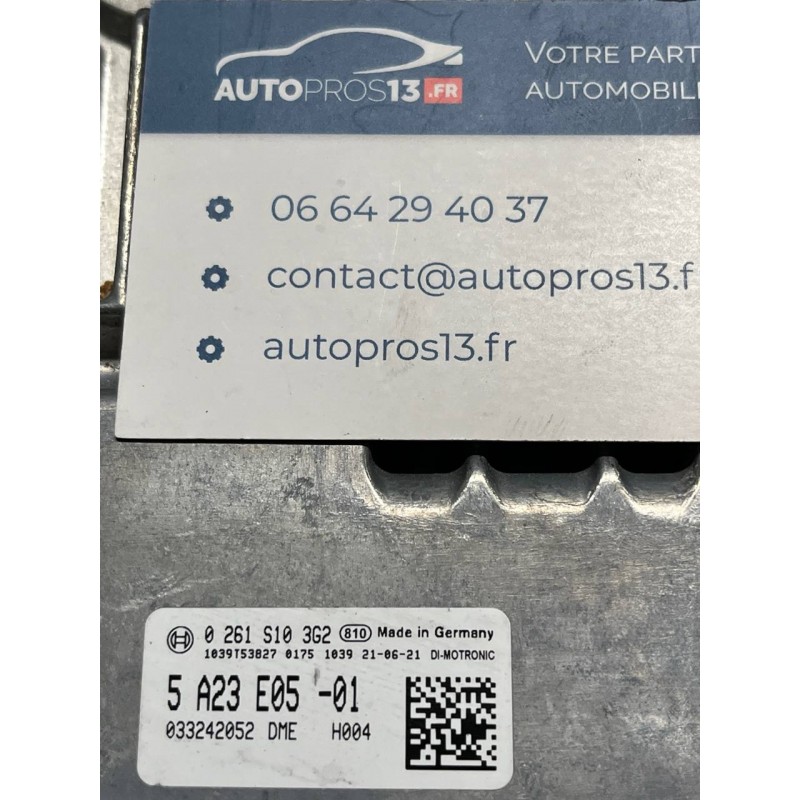 AUTOPROS13.FR
VOTRE PART
AUTOMOBIL
06 64 29 40 37
contact@autopros13.f
autopros13.fr
0 261 S10 3G2 810 Made in Germany
1039T53827 0175 1039 21-06-21 DI-MOTRONIC
5 A23 E05 -01
033242052 DME H004